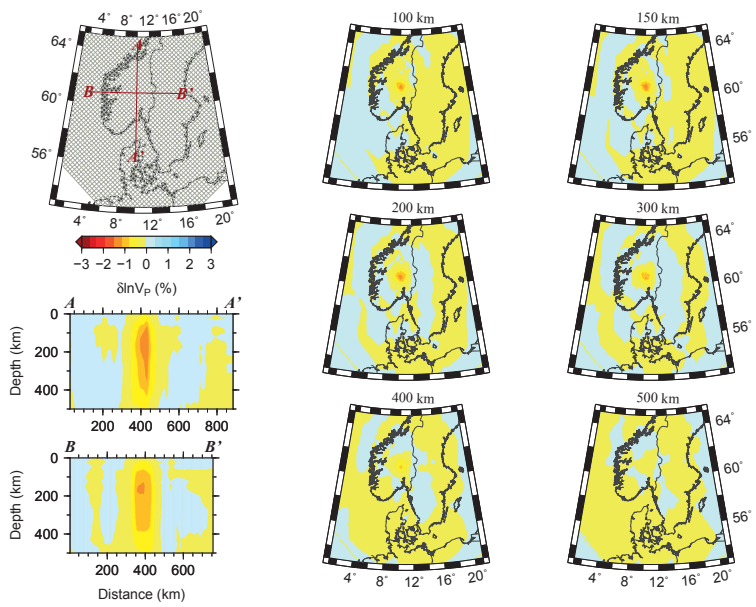 4° 8° 12° 16° 20°
64°
60°
56°
A
B B'
A'
4° 8° 12° 16° 20°
−3 −2 −1 0 1 2 3
δlnVP (%)
A A'
Depth (km)
0
200
400
200 400 600 800
B B'
Depth (km)
0
200
400
200 400 600
Distance (km)
100 km
150 km
64°
60°
56°
200 km
300 km
64°
60°
56°
400 km
4° 8° 12° 16° 20°
500 km
64°
60°
56°
4° 8° 12° 16° 20°